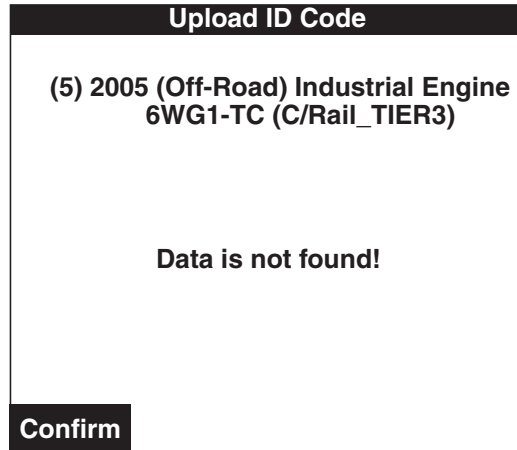 Upload ID Code
(5) 2005 (Off-Road) Industrial Engine
6WG1-TC (C/Rail_TIER3)
Data is not found!
Confirm